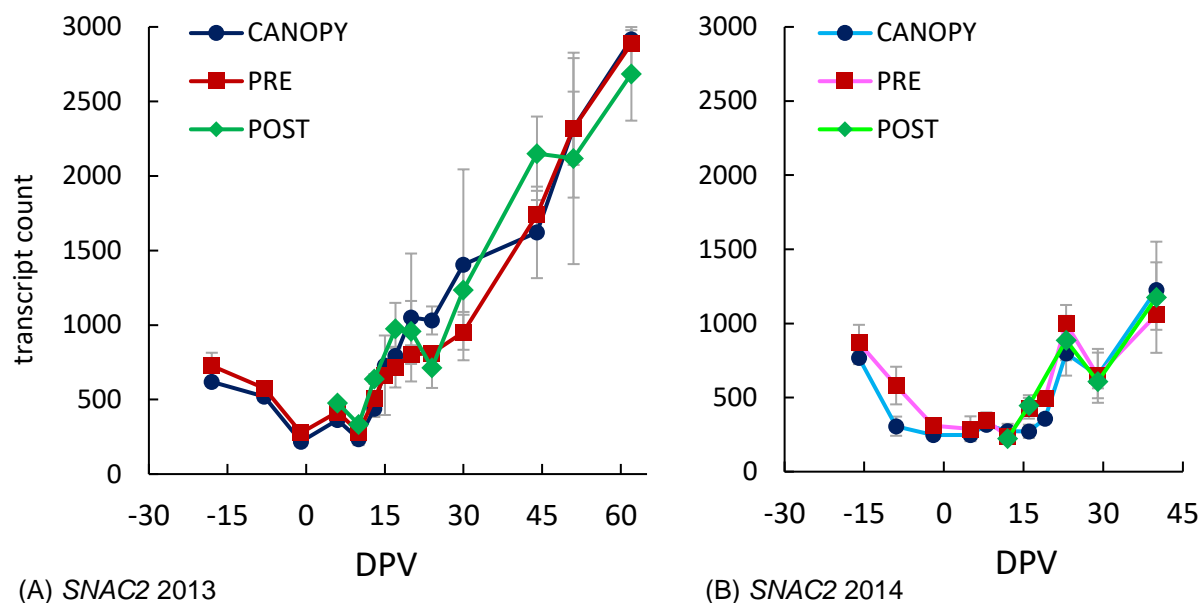 3000
2500
2000
1500
1000
500
0
transcript count
CANOPY
PRE
POST
-30 -15 0 15 30 45 60
DPV
(A) SNAC2 2013
3000
2500
2000
1500
1000
500
0
CANOPY
PRE
POST
-30 -15 0 15 30 45
DPV
(B) SNAC2 2014